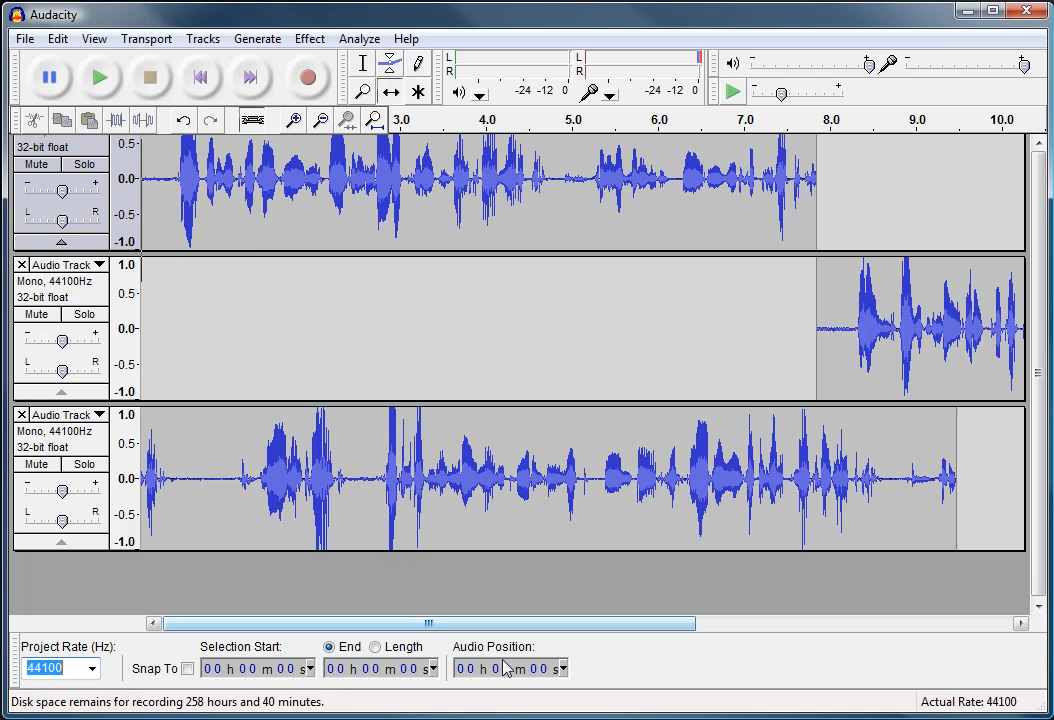 Audacity
File Edit View Transport Tracks Generate Effect Analyze Help
L
R
-24 -12 0
L
R
-24 -12 0
3.0 4.0 5.0 6.0 7.0 8.0 9.0 10.0
32-bit float
Mute Solo
- +
L R
0.5
0.0
-0.5
-1.0
X Audio Track
Mono, 44100Hz
32-bit float
Mute Solo
- +
L R
1.0
0.5
0.0
-0.5
-1.0
X Audio Track
Mono, 44100Hz
32-bit float
Mute Solo
- +
L R
1.0
0.5
0.0
-0.5
-1.0
Project Rate (Hz): Selection Start: End Length Audio Position:
44100 Snap To 00 h 00 m 00 s 00 h 00 m 00 s 00 h 0 m 00 s
Disk space remains for recording 258 hours and 40 minutes. Actual Rate: 44100